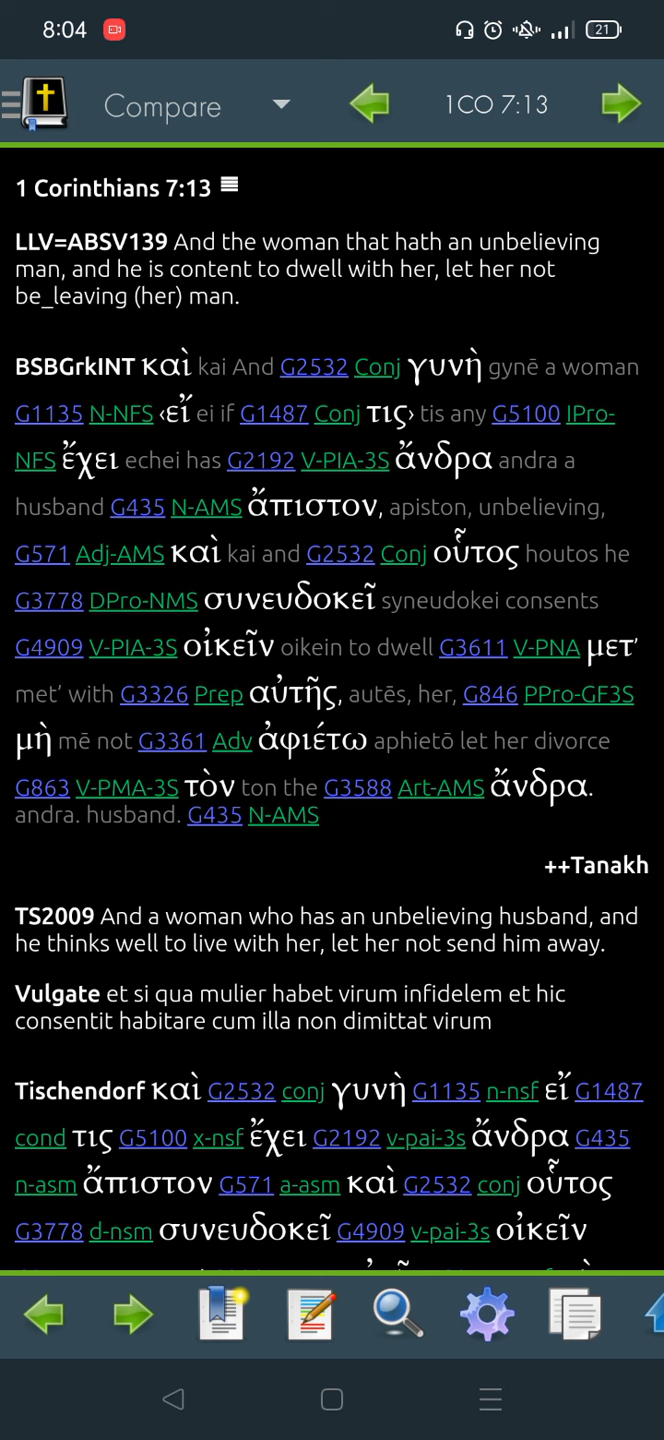 8:04
21
Compare
1CO 7:13
1 Corinthians 7:13
LLV=ABSV139 And the woman that hath an unbelieving
man, and he is content to dwell with her, let her not
be_leaving (her) man.
BSBGrkINT καὶ kai And G2532 Conj γυνὴ gynē a woman
G1135 N-NFS ‹εἴ ei if G1487 Conj τις› tis any G5100 IPro-
NFS ἔχει echei has G2192 V-PIA-3S ἄνδρα andra a
husband G435 N-AMS ἄπιστον, apiston, unbelieving,
G571 Adj-AMS καὶ kai and G2532 Conj οὗτος houtos he
G3778 DPro-NMS συνευδοκεῖ syneudokei consents
G4909 V-PIA-3S οἰκεῖν oikein to dwell G3611 V-PNA μετ’
met’ with G3326 Prep αὐτῆς, autēs, her, G846 PPro-GF3S
μὴ mē not G3361 Adv ἀφιέτω aphietō let her divorce
G863 V-PMA-3S τὸν ton the G3588 Art-AMS ἄνδρα.
andra. husband. G435 N-AMS
++Tanakh
TS2009 And a woman who has an unbelieving husband, and
he thinks well to live with her, let her not send him away.
Vulgate et si qua mulier habet virum infidelem et hic
consentit habitare cum illa non dimittat virum
Tischendorf καὶ G2532 conj γυνὴ G1135 n-nsf εἴ G1487
cond τις G5100 x-nsf ἔχει G2192 v-pai-3s ἄνδρα G435
n-asm ἄπιστον G571 a-asm καὶ G2532 conj οὗτος
G3778 d-nsm συνευδοκεῖ G4909 v-pai-3s οἰκεῖν